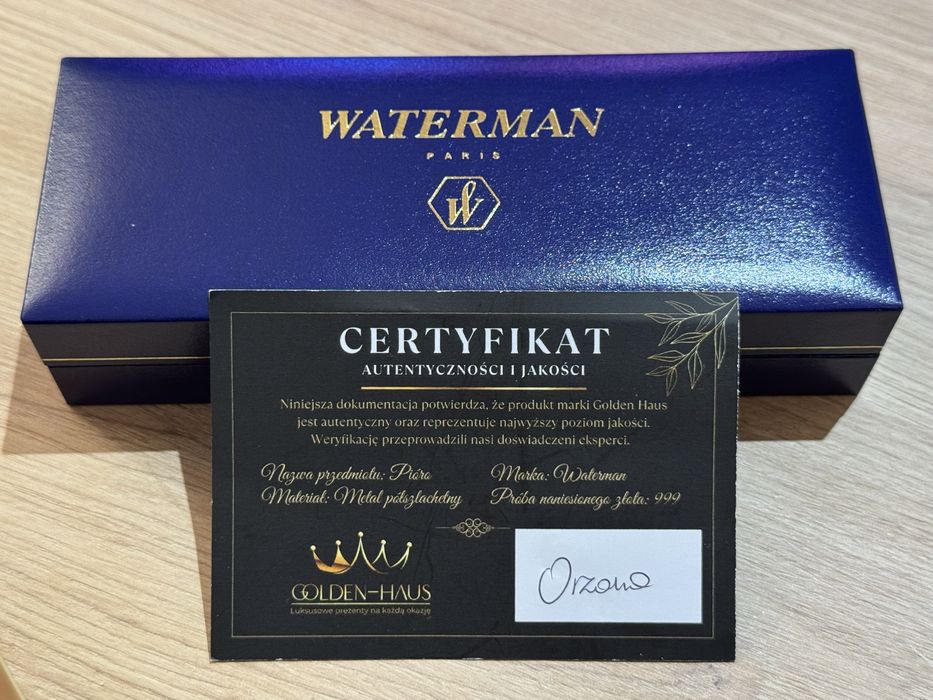 WATERMAN
PARIS
W
CERTYFIKAT
AUTENTYCZNOŚCI I JAKOŚCI
Niniejsza dokumentacja potwierdza, że produkt marki Golden Haus
jest autentyczny oraz reprezentuje najwyższy poziom jakości.
Weryfikację przeprowadzili nasi doświadczeni eksperci.
Nazwa przedmiotu: Pióro
Marka: Waterman
Materiał: Metal półszlachetny
Próba naniesionego złota: 999
GOLDEN-HAUS
Luksusowe prezenty na każdą okazję